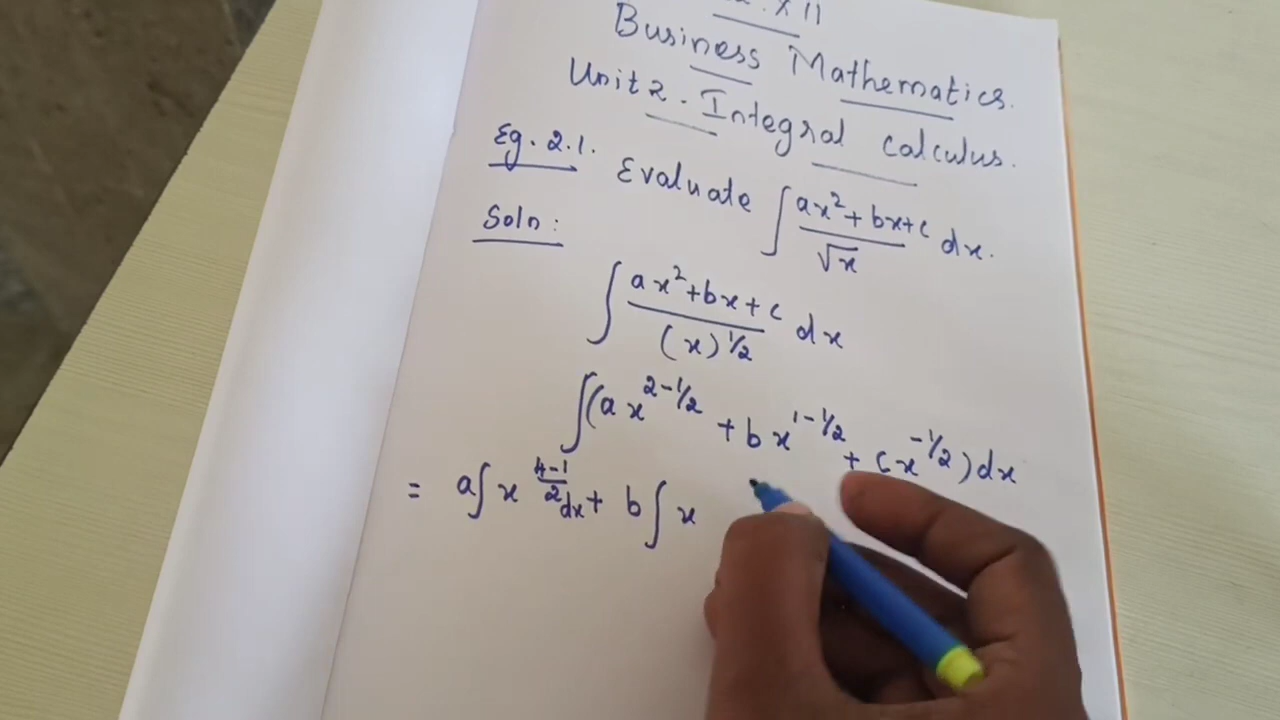 XII
Business Mathematics.
Unit 2. Integral Calculus.
Eg. 2.1. Evaluate ∫ (ax² + bx + c)/√x dx.
Soln:
∫ (ax² + bx + c)/(x)^½ dx
∫(ax^(2-½) + bx^(1-½) + cx^(-½)) dx
= a∫x^((4-1)/2) dx + b∫x